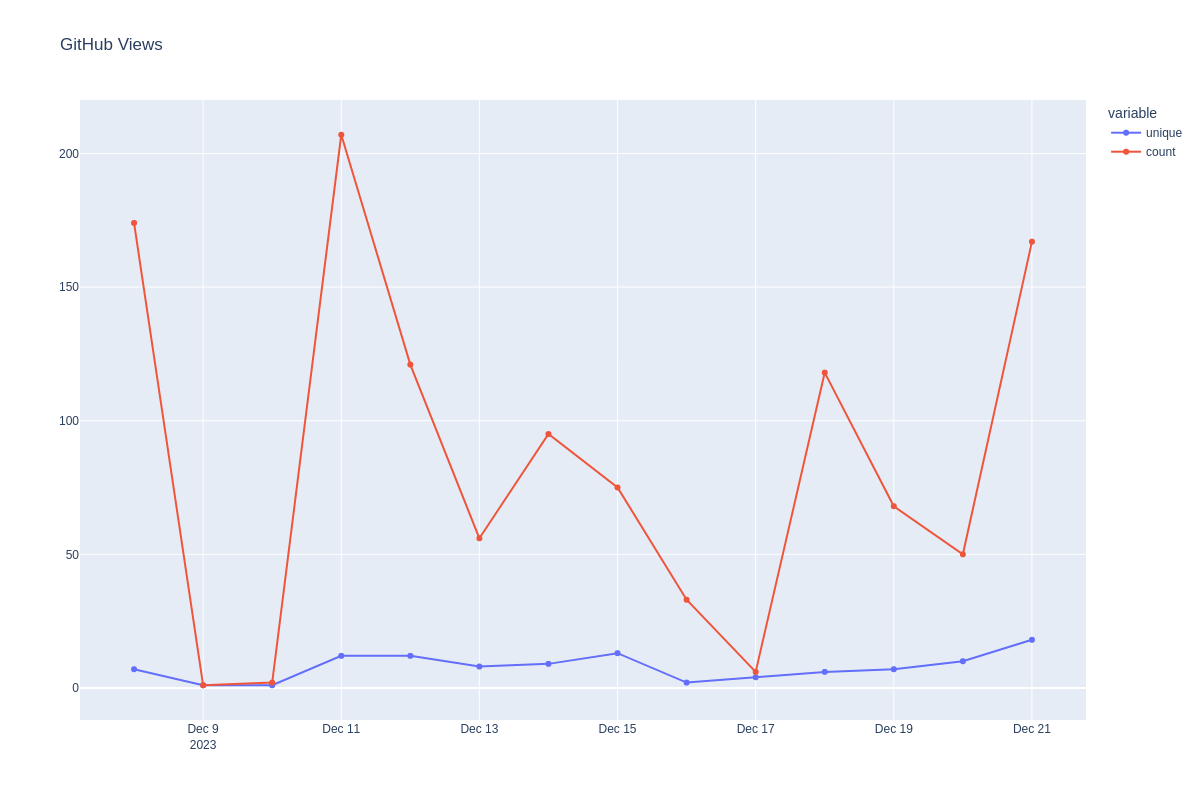 GitHub Views
variable
unique
count
200
150
100
50
0
Dec 9
2023
Dec 11
Dec 13
Dec 15
Dec 17
Dec 19
Dec 21